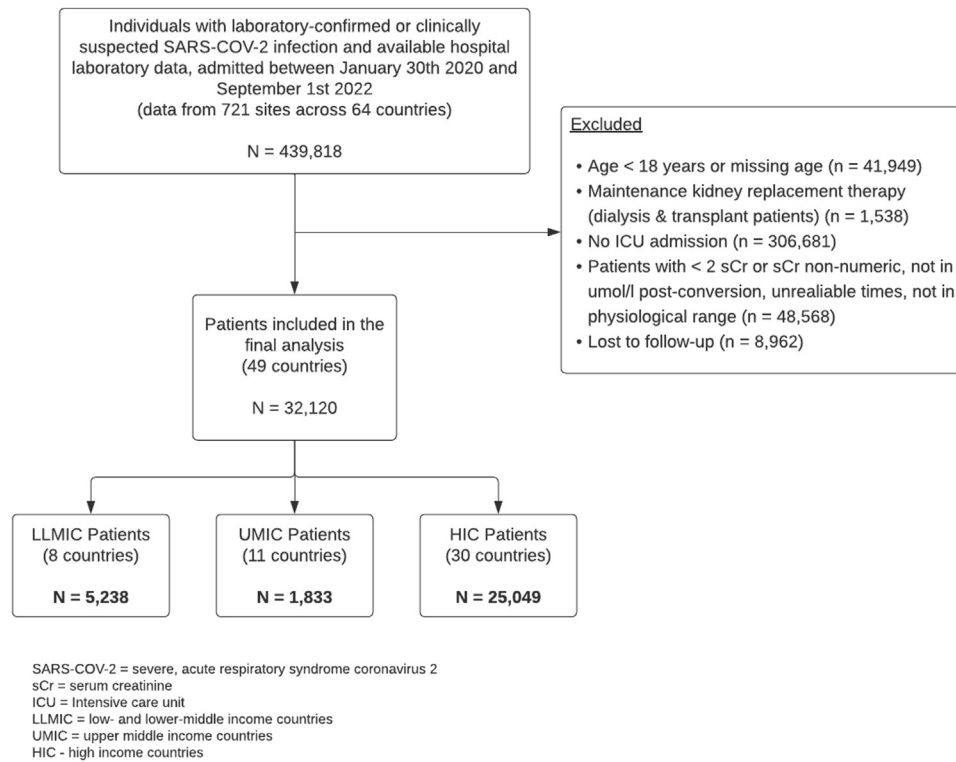 Individuals with laboratory-confirmed or clinically
suspected SARS-COV-2 infection and available hospital
laboratory data, admitted between January 30th 2020 and
September 1st 2022
(data from 721 sites across 64 countries)
N = 439,818
Excluded
• Age < 18 years or missing age (n = 41,949)
• Maintenance kidney replacement therapy
(dialysis & transplant patients) (n = 1,538)
• No ICU admission (n = 306,681)
• Patients with < 2 sCr or sCr non-numeric, not in
umol/l post-conversion, unrealiable times, not in
physiological range (n = 48,568)
• Lost to follow-up (n = 8,962)
Patients included in the
final analysis
(49 countries)
N = 32,120
LLMIC Patients
(8 countries)
N = 5,238
UMIC Patients
(11 countries)
N = 1,833
HIC Patients
(30 countries)
N = 25,049
SARS-COV-2 = severe, acute respiratory syndrome coronavirus 2
sCr = serum creatinine
ICU = Intensive care unit
LLMIC = low- and lower-middle income countries
UMIC = upper middle income countries
HIC - high income countries